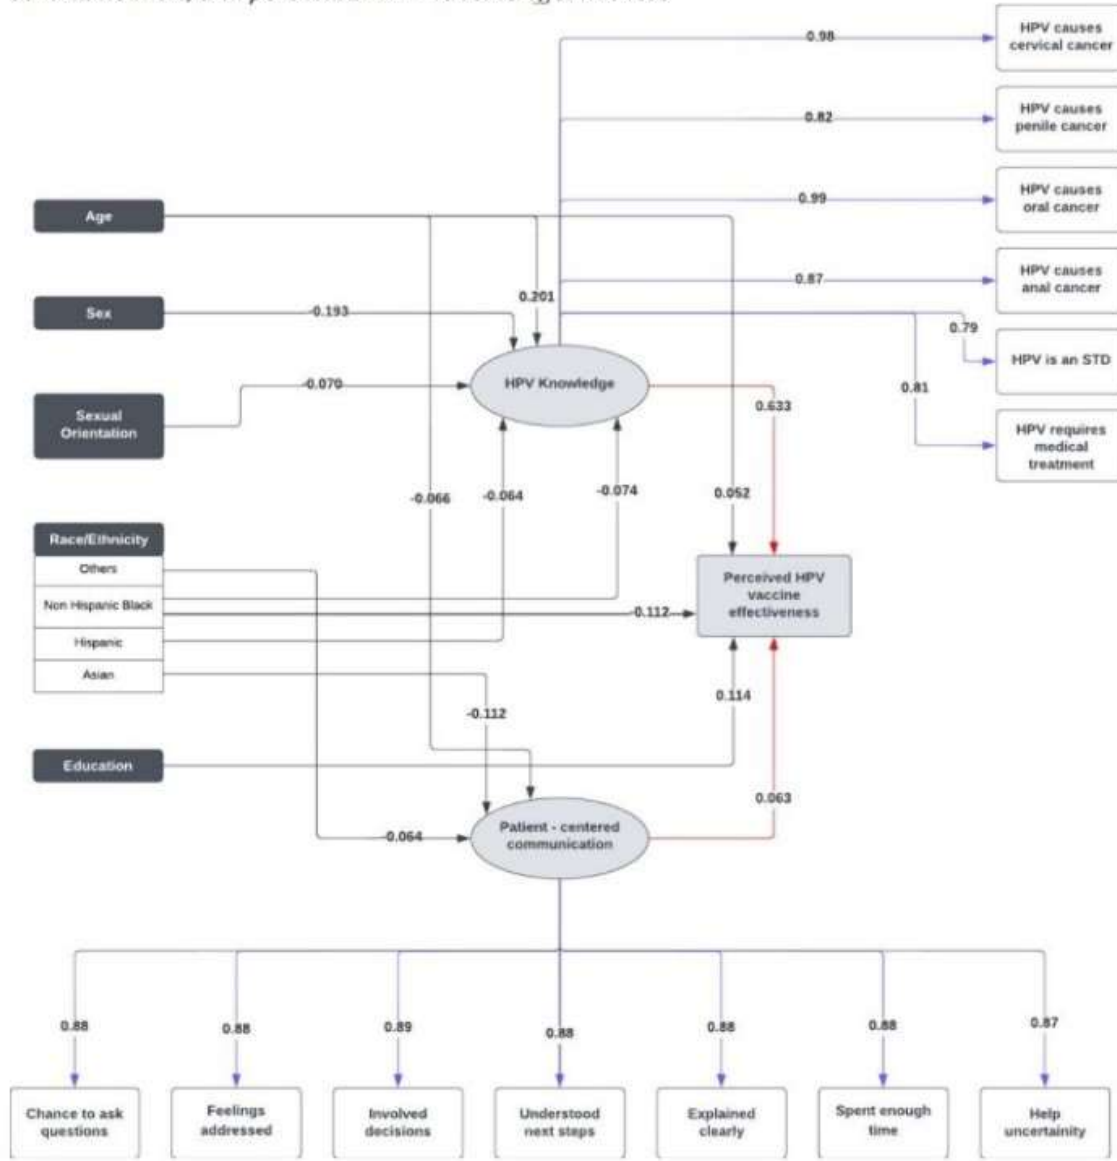 0.98
HPV causes
cervical cancer
0.82
HPV causes
penile cancer
0.99
HPV causes
oral cancer
Age
0.87
HPV causes
anal cancer
0.201
Sex
-0.193
0.79
HPV is an STD
HPV Knowledge
-0.079
0.81
0.633
Sexual
Orientation
HPV requires
medical
treatment
-0.066
-0.064
-0.074
0.052
Race/Ethnicity
Others
Non Hispanic Black
Hispanic
Asian
Perceived HPV
vaccine
effectiveness
-0.112
0.114
-0.112
Education
0.063
Patient - centered
communication
-0.064
0.88
0.88
0.89
0.88
0.88
0.88
0.87
Chance to ask
questions
Feelings
addressed
Involved
decisions
Understood
next steps
Explained
clearly
Spent enough
time
Help
uncertainity